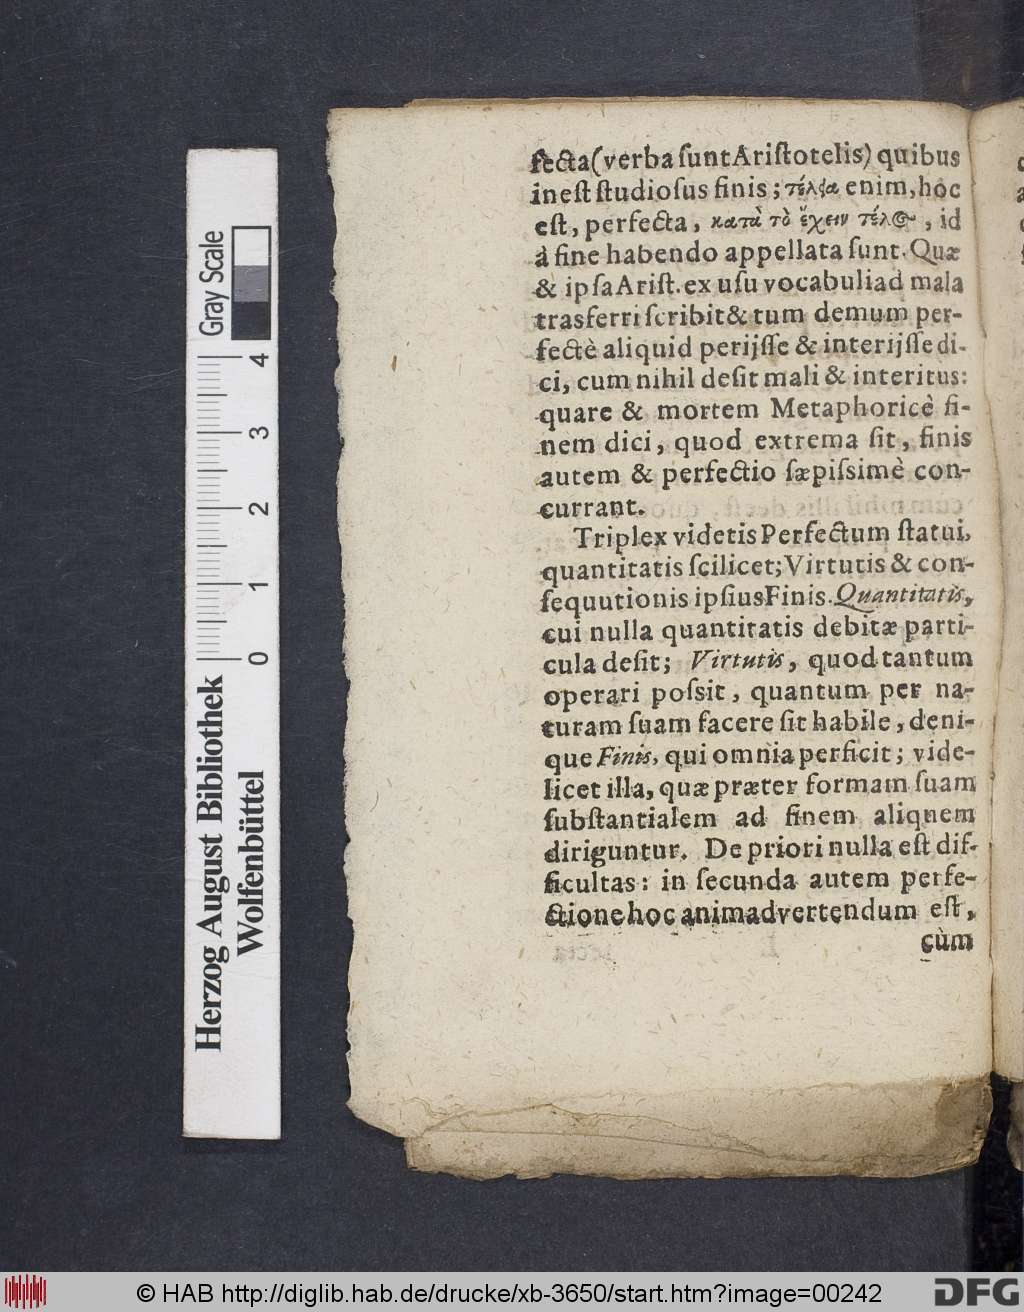 fecta (verba ſunt Ariſtotelis) quibus
ineſt ſtudioſus finis; τέλεια enim, hoc
eſt, perfecta, κατὰ τὸ ἔχειν τέλος, id
à fine habendo appellata ſunt. Quæ
& ipſa Ariſt. ex uſu vocabuli ad mala
trasferri ſcribit & tum demum per-
fectè aliquid perijſſe & interijſſe di-
ci, cum nihil deſit mali & interitus:
quare & mortem Metaphoricè fi-
nem dici, quod extrema ſit, finis
autem & perfectio ſæpiſsimè con-
currant.
Triplex videtis Perfectum ſtatui,
quantitatis ſcilicet; Virtutis & con-
ſequutionis ipſius Finis. Quantitatis,
cui nulla quantitatis debitæ parti-
cula deſit; Virtutis, quod tantum
operari poſsit, quantum per na-
turam ſuam facere ſit habile, deni-
que Finis, qui omnia perficit; vide-
licet illa, quæ præter formam ſuam
ſubſtantialem ad finem aliquem
diriguntur. De priori nulla eſt dif-
ficultas: in ſecunda autem perfe-
ctione hoc animadvertendum eſt,
cùm
Gray Scale
4
3
2
1
0
Herzog August Bibliothek
Wolfenbüttel
© HAB http://diglib.hab.de/drucke/xb-3650/start.htm?image=00242
DFG